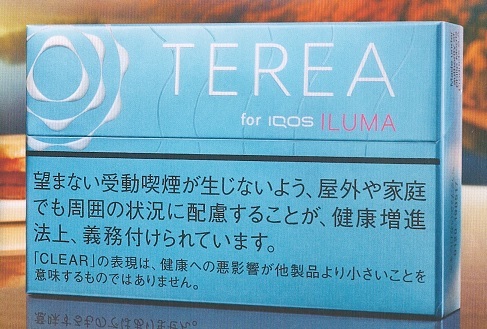 TEREA
for IQOS ILUMA
望まない受動喫煙が生じないよう、屋外や家庭
でも周囲の状況に配慮することが、健康増進
法上、義務付けられています。
「CLEAR」の表現は、健康への悪影響が他製品より小さいことを
意味するものではありません。